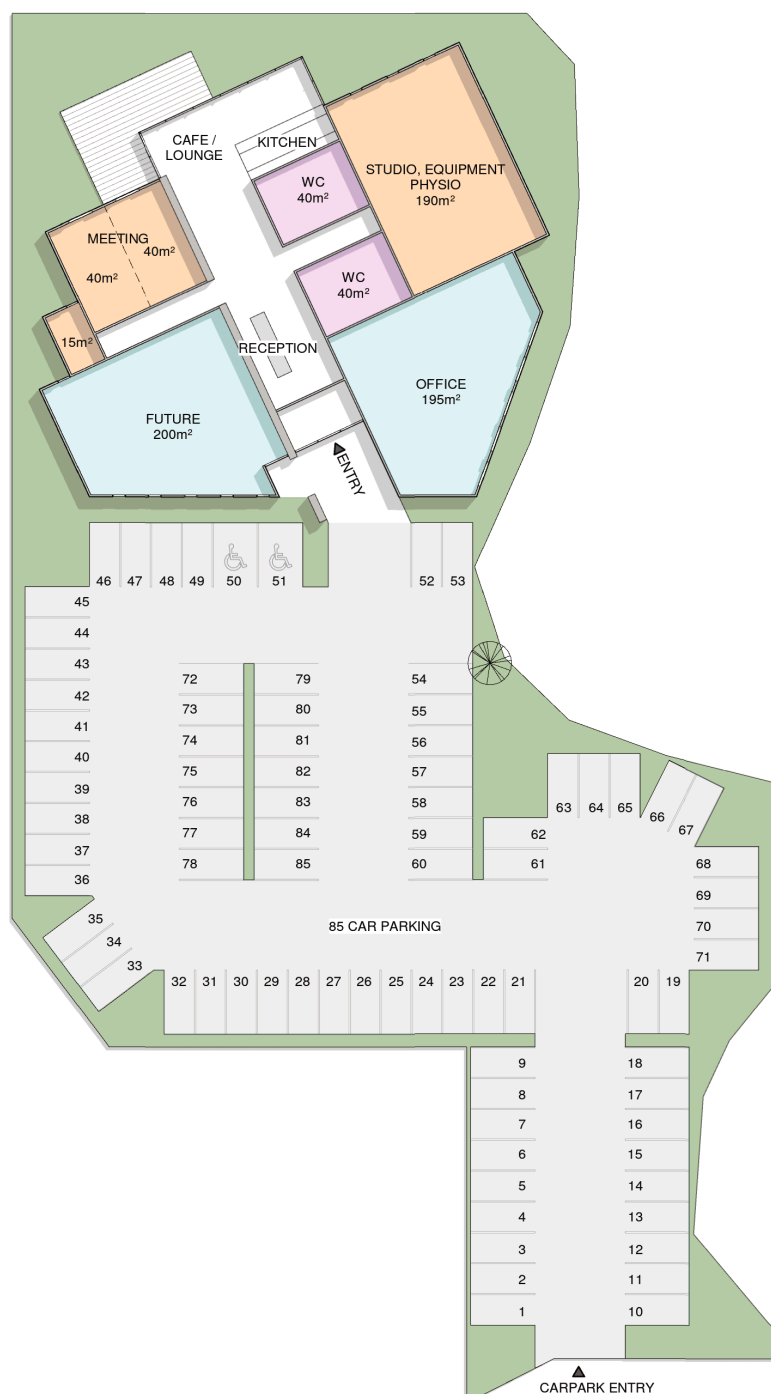 CAFE /
LOUNGE
KITCHEN
STUDIO, EQUIPMENT
PHYSIO
190m²
WC
40m²
MEETING
40m²
40m²
WC
40m²
15m²
RECEPTION
OFFICE
195m²
FUTURE
200m²
ENTRY
46 47 48 49 50 51 52 53
45
44
43
42
41
40
39
38
37
36
72
73
74
75
76
77
78
79
80
81
82
83
84
85
54
55
56
57
58
59
60
63 64 65 66 67
62
61
68
69
70
71
35
34
33
85 CAR PARKING
32 31 30 29 28 27 26 25 24 23 22 21 20 19
9
8
7
6
5
4
3
2
1
18
17
16
15
14
13
12
11
10
CARPARK ENTRY